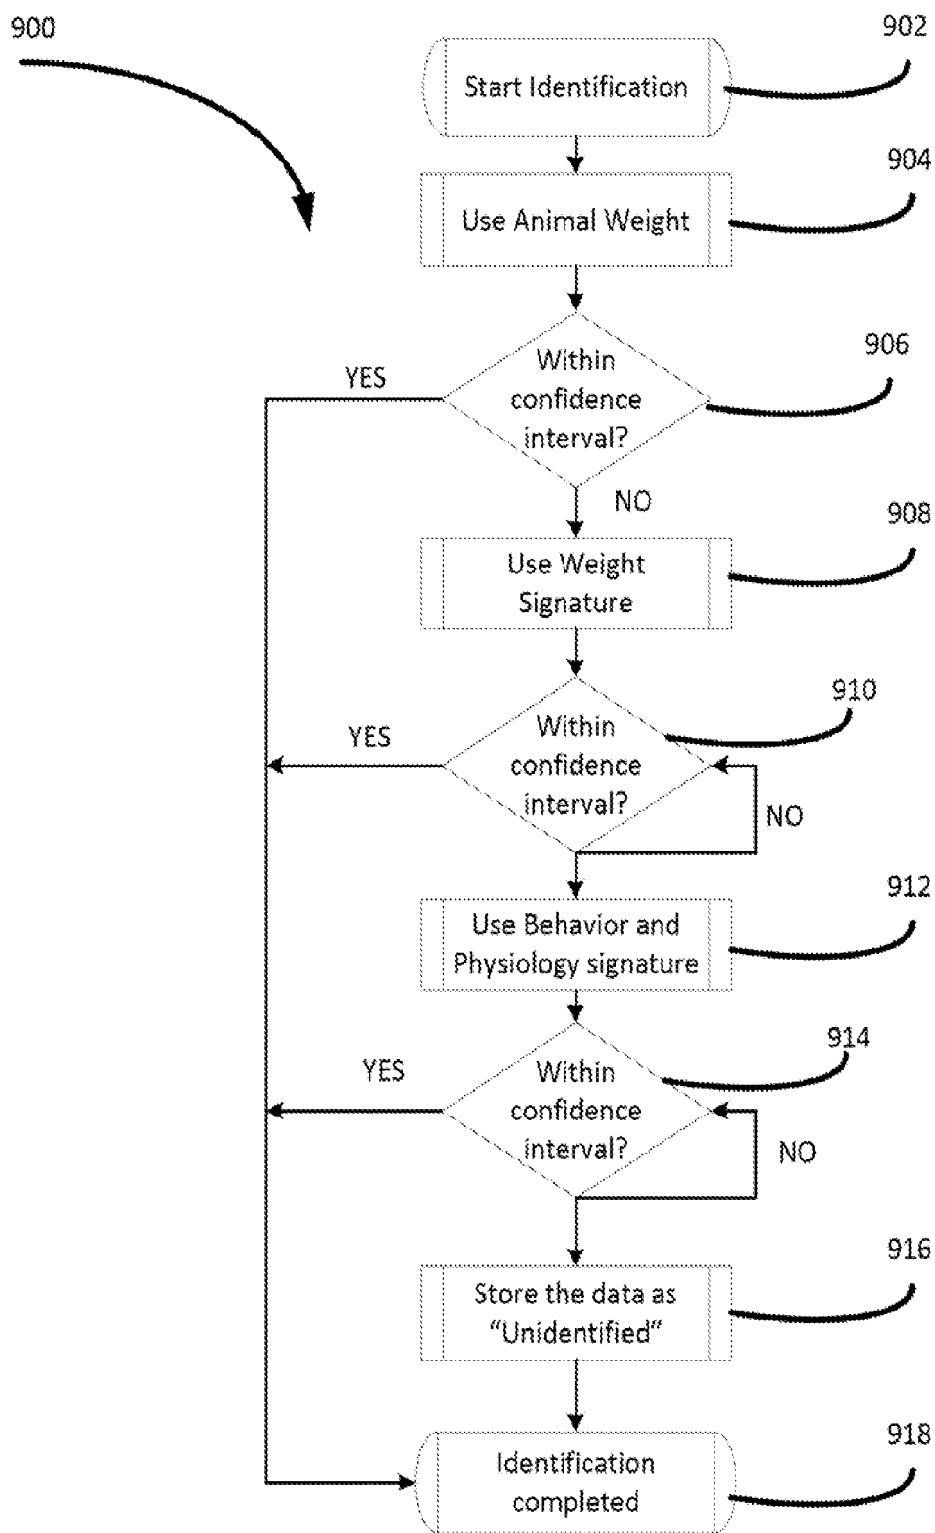 900
902
Start Identification
904
Use Animal Weight
906
Within
confidence
interval?
YES
NO
908
Use Weight
Signature
910
Within
confidence
interval?
YES
NO
912
Use Behavior and
Physiology signature
914
Within
confidence
interval?
YES
NO
916
Store the data as
“Unidentified“
918
Identification
completed